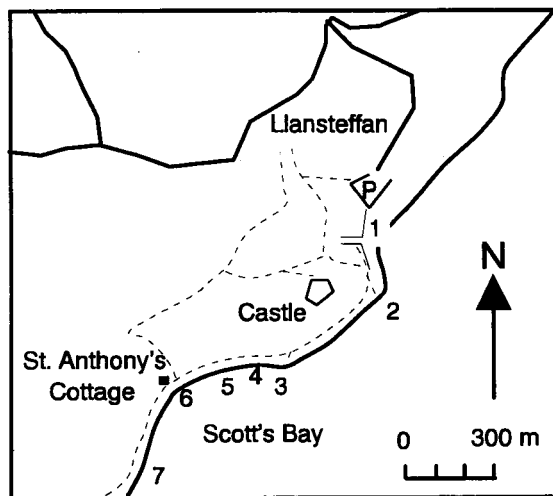 Llansteffan
P
1
N
Castle
2
St. Anthony's
Cottage
6
5
4
3
Scott's Bay
0
300 m
7